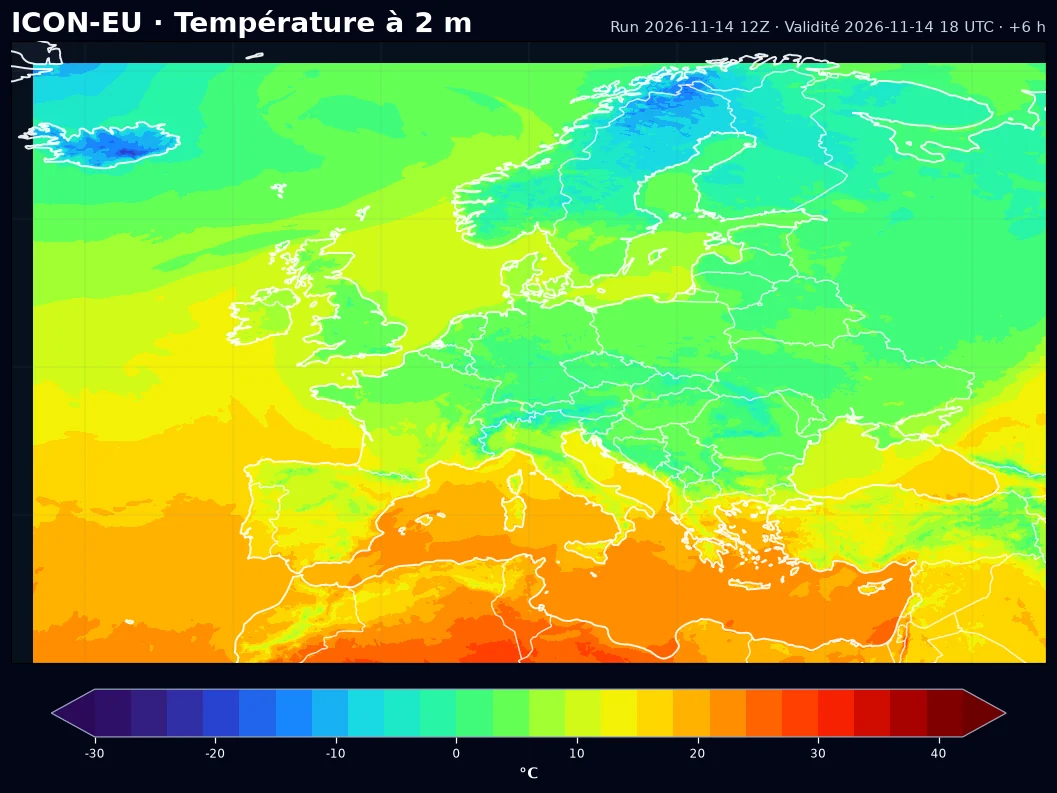 ICON-EU · Température à 2 m
Run 2026-11-14 12Z · Validité 2026-11-14 18 UTC · +6 h
-30 -20 -10 0 10 20 30 40
°C